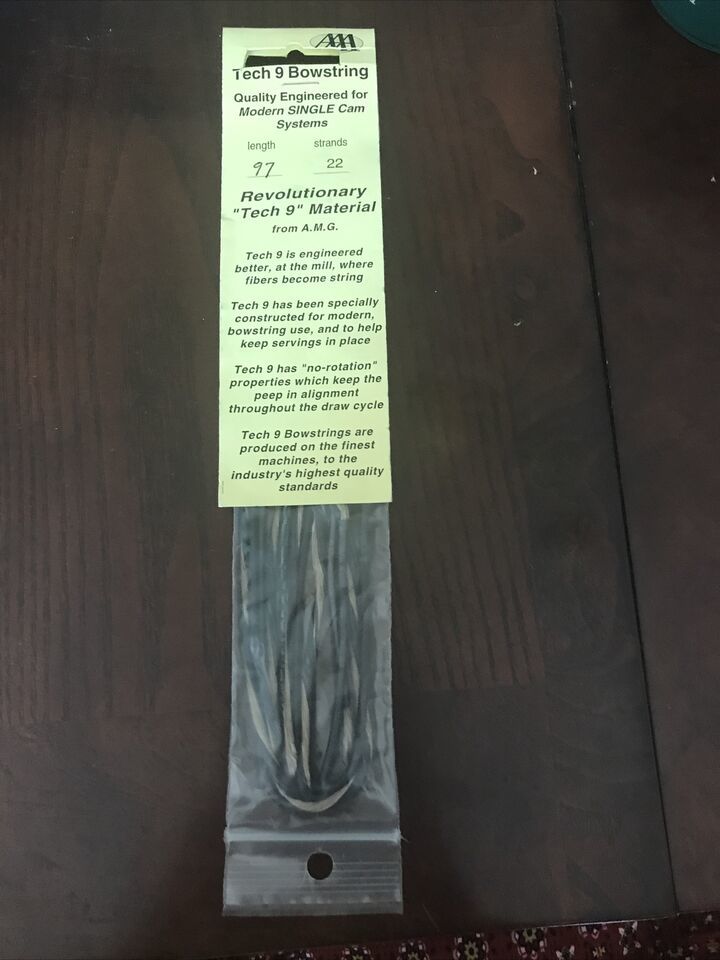 AAA
Tech 9 Bowstring
Quality Engineered for
Modern SINGLE Cam
Systems
length strands
97 22
Revolutionary
"Tech 9" Material
from A.M.G.
Tech 9 is engineered
better, at the mill, where
fibers become string
Tech 9 has been specially
constructed for modern,
bowstring use, and to help
keep servings in place
Tech 9 has "no-rotation"
properties which keep the
peep in alignment
throughout the draw cycle
Tech 9 Bowstrings are
produced on the finest
machines, to the
industry's highest quality
standards